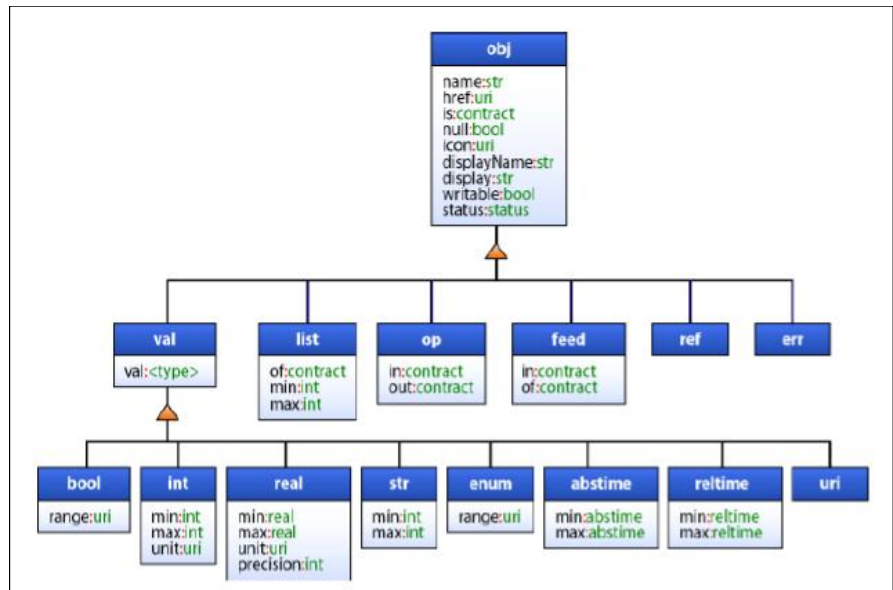 obj
name:str
href:uri
is:contract
null:bool
icon:uri
displayName:str
display:str
writable:bool
status:status
val
val:<type>
list
of:contract
min:int
max:int
op
in:contract
out:contract
feed
in:contract
of:contract
ref
err
bool
range:uri
int
min:int
max:int
unit:uri
real
min:real
max:real
unit:uri
precision:int
str
min:int
max:int
enum
range:uri
abstime
min:abstime
max:abstime
reltime
min:reltime
max:reltime
uri